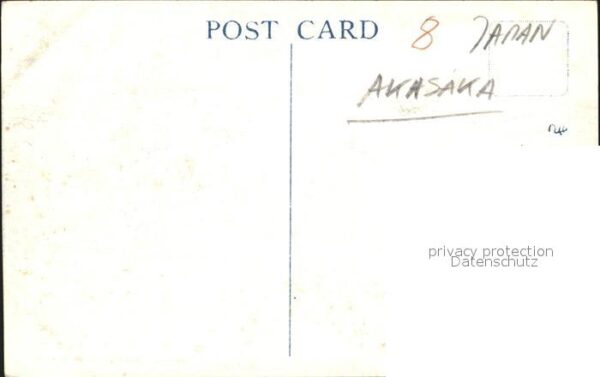 POST CARD 8 JAPAN
AKASAKA
privacy protection
Datenschutz